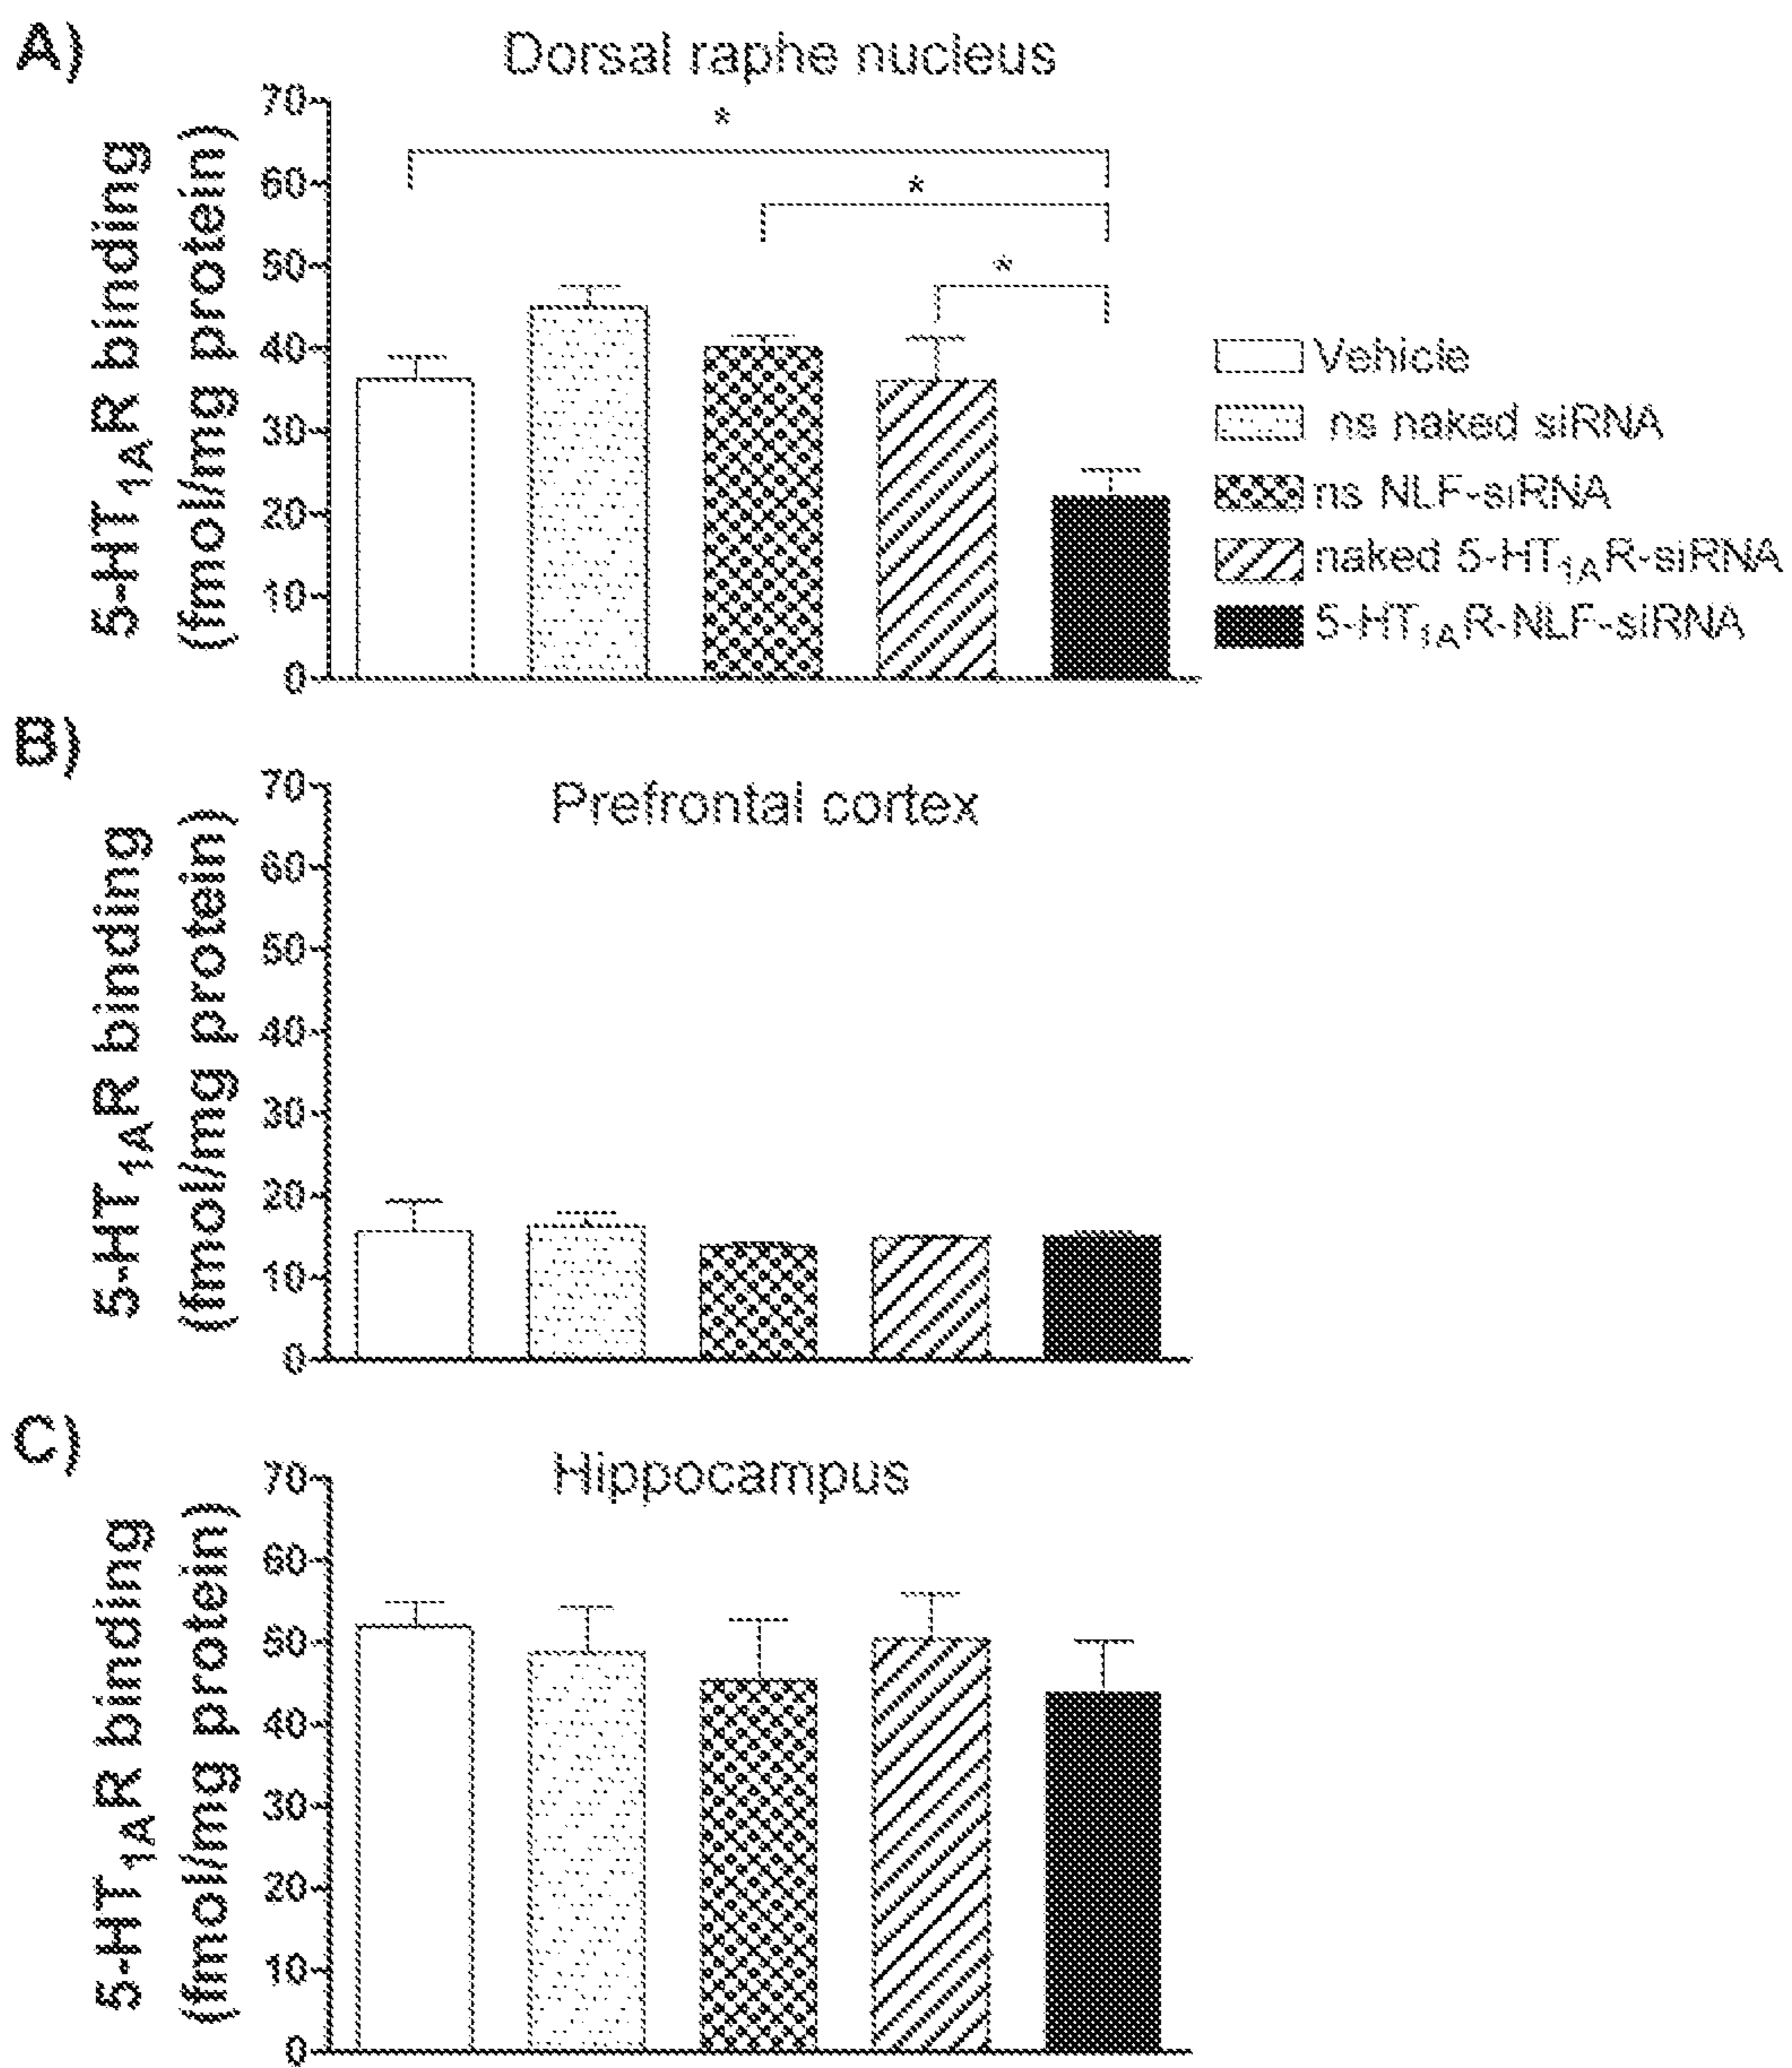 A)
Dorsal raphe nucleus
5-HT1AR binding
(fmol/mg protein)
70
60
50
40
30
20
10
0
*
*
*
Vehicle
ns naked siRNA
ns NLF-siRNA
naked 5-HT1AR-siRNA
5-HT1AR-NLF-siRNA
B)
Prefrontal cortex
5-HT1AR binding
(fmol/mg protein)
70
60
50
40
30
20
10
0
C)
Hippocampus
5-HT1AR binding
(fmol/mg protein)
70
60
50
40
30
20
10
0